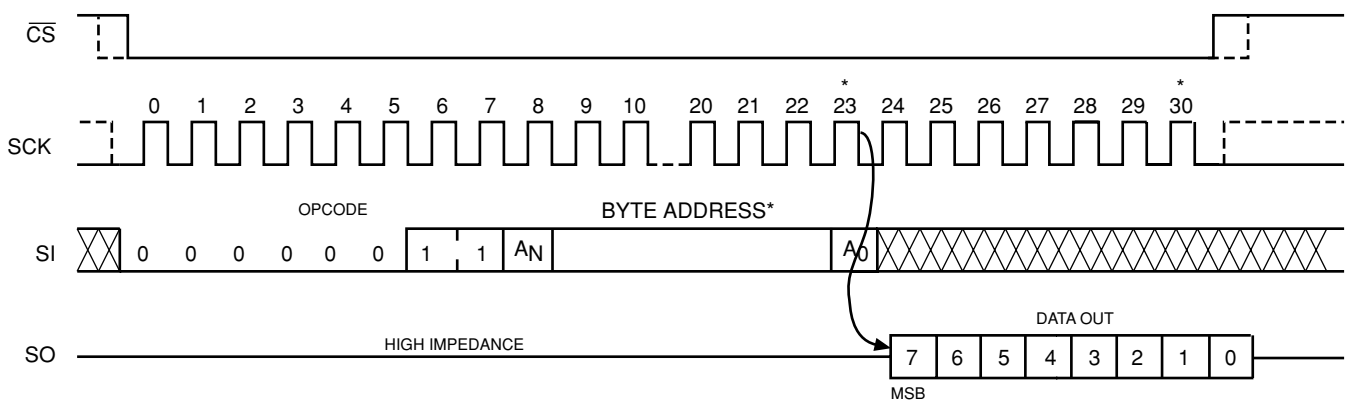 CS
* *
0 1 2 3 4 5 6 7 8 9 10 20 21 22 23 24 25 26 27 28 29 30
SCK
OPCODE BYTE ADDRESS*
SI 0 0 0 0 0 0 1 1 AN A0
DATA OUT
HIGH IMPEDANCE
SO 7 6 5 4 3 2 1 0
MSB